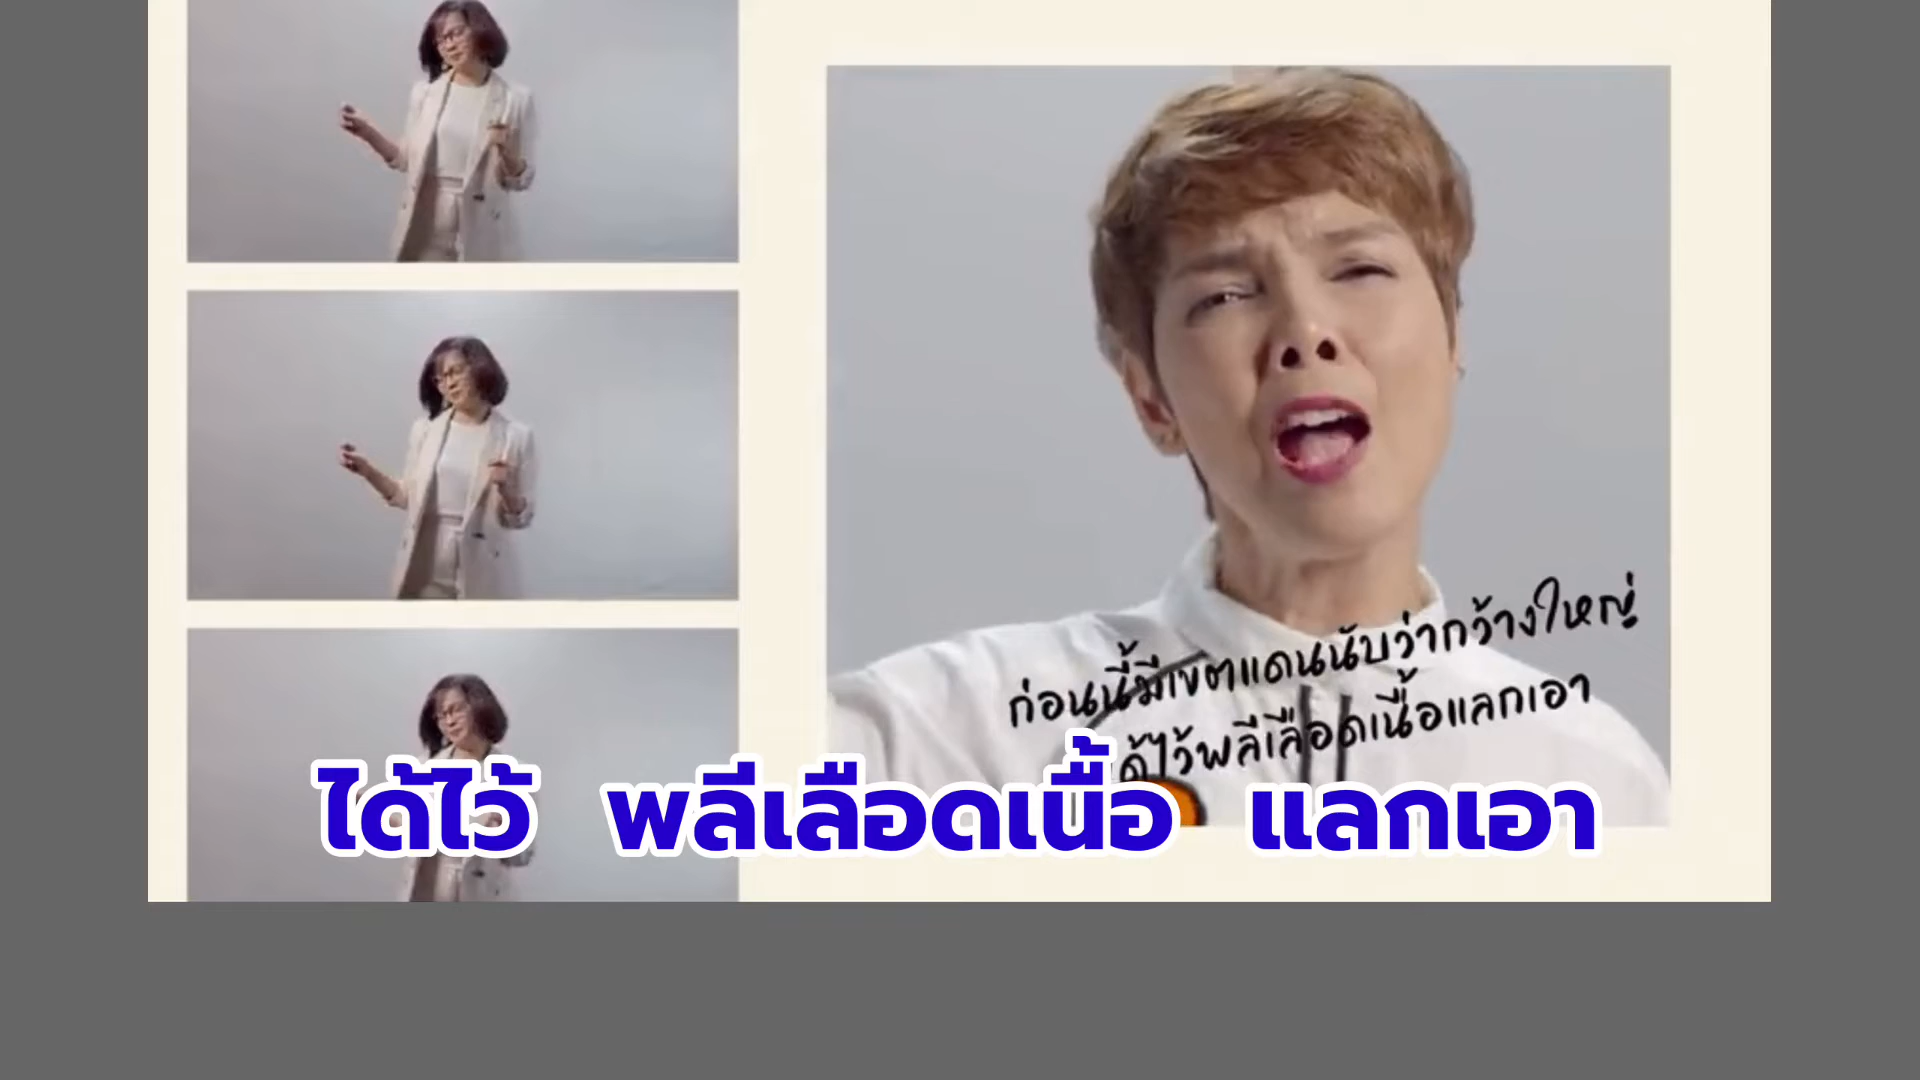 ก่อนนี้มีเขตแดนนับว่ากว้างใหญ่
ได้ไว้พลีเลือดเนื้อแลกเอา
ได้ไว้ พลีเลือดเนื้อ แลกเอา